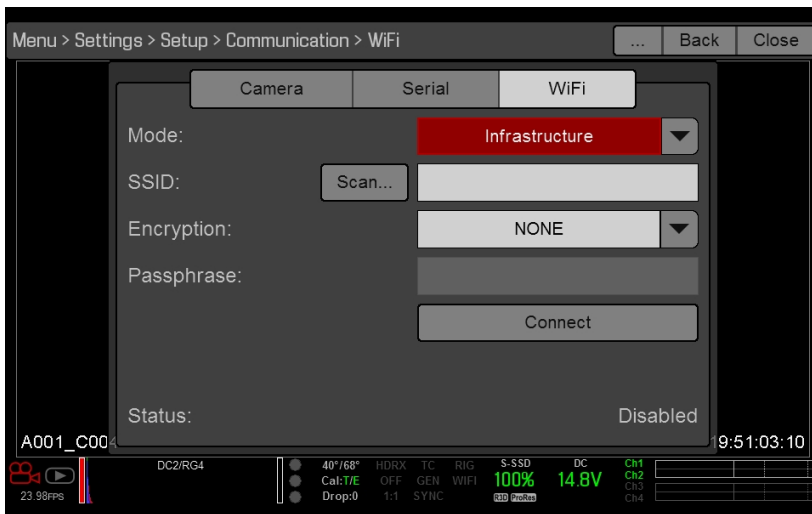 Menu > Settings > Setup > Communication > WiFi ... Back Close
Camera Serial WiFi
Mode: Infrastructure
SSID: Scan...
Encryption: NONE
Passphrase:
Connect
Status: Disabled
A001_C00 9:51:03:10
DC2/RG4 40°/68° HDRX TC RIG S-SSD DC Ch1
Cal:T/E OFF GEN WIFI 100% 14.8V Ch2
23.98FPS Drop:0 1:1 SYNC R3D ProRes Ch3
Ch4